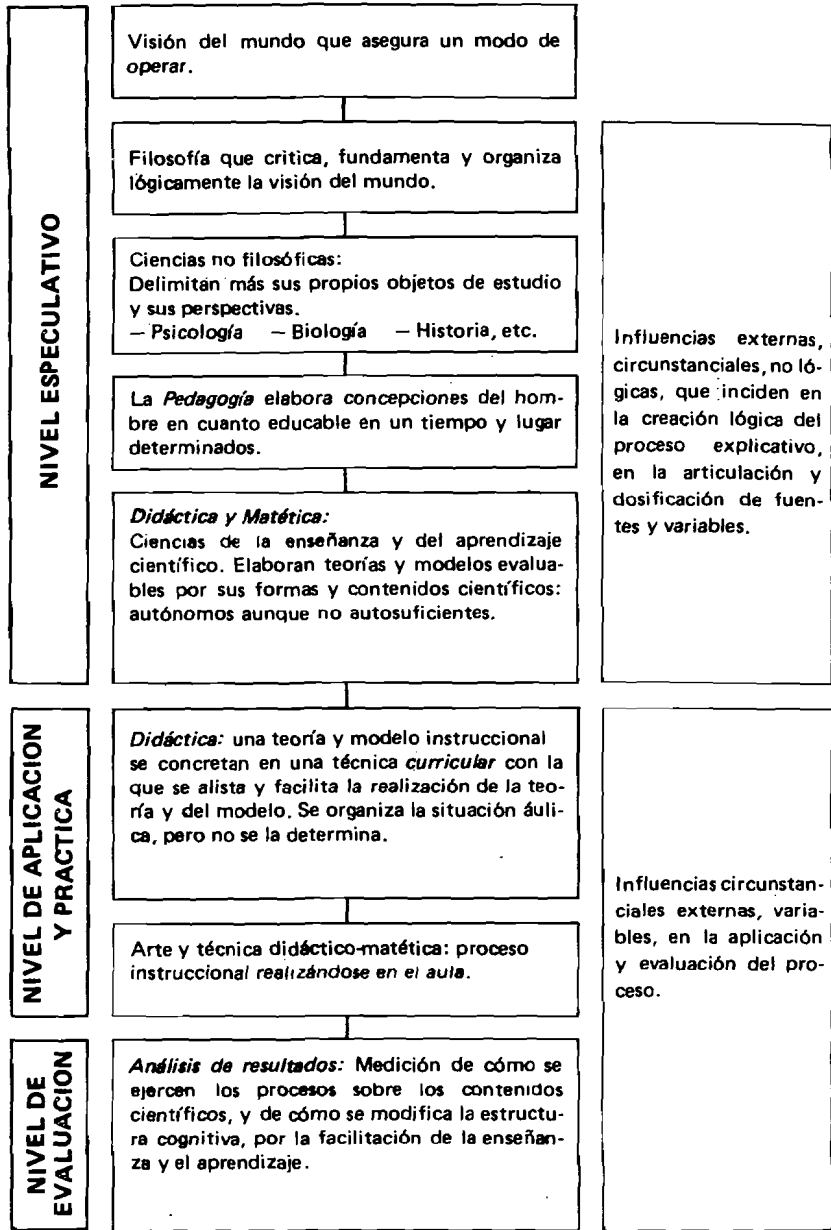 NIVEL ESPECULATIVO
Visión del mundo que asegura un modo de
operar.
Filosofía que critica, fundamenta y organiza
lógicamente la visión del mundo.
Ciencias no filosóficas:
Delimitan más sus propios objetos de estudio
y sus perspectivas.
— Psicología — Biología — Historia, etc.
La Pedagogía elabora concepciones del hom-
bre en cuanto educable en un tiempo y lugar
determinados.
Didáctica y Matética:
Ciencias de la enseñanza y del aprendizaje
científico. Elaboran teorías y modelos evalua-
bles por sus formas y contenidos científicos:
autónomos aunque no autosuficientes.
Influencias externas,
circunstanciales, no ló-
gicas, que inciden en
la creación lógica del
proceso explicativo,
en la articulación y
dosificación de fuen-
tes y variables.
NIVEL DE APLICACION
Y PRACTICA
Didáctica: una teoría y modelo instruccional
se concretan en una técnica curricular con la
que se alista y facilita la realización de la teo-
ría y del modelo. Se organiza la situación áuli-
ca, pero no se la determina.
Arte y técnica didáctico-matética: proceso
instruccional realizándose en el aula.
Influencias circunstan-
ciales externas, varia-
bles, en la aplicación
y evaluación del pro-
ceso.
NIVEL DE
EVALUACION
Análisis de resultados: Medición de cómo se
ejercen los procesos sobre los contenidos
científicos, y de cómo se modifica la estructu-
ra cognitiva, por la facilitación de la enseñan-
za y el aprendizaje.